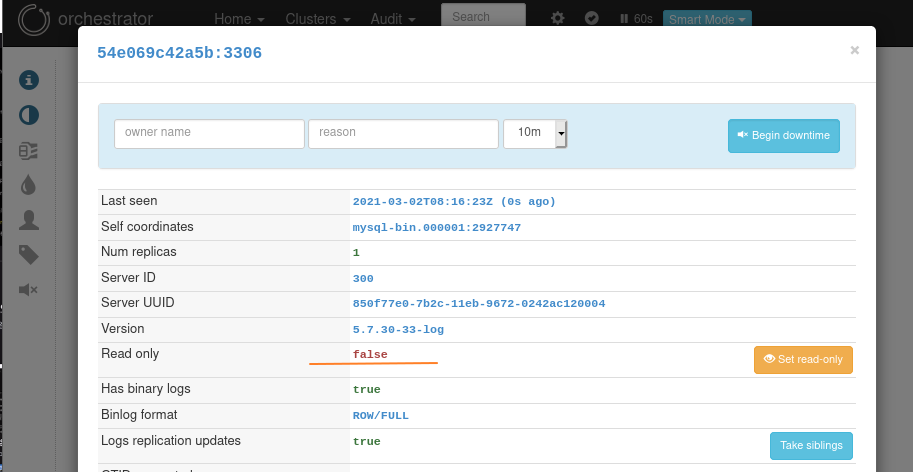 orchestrator Home Clusters Audit Search 60s Smart Mode
54e069c42a5b:3306 ×
owner name reason 10m Begin downtime
Last seen 2021-03-02T08:16:23Z (0s ago)
Self coordinates mysql-bin.000001:2927747
Num replicas 1
Server ID 300
Server UUID 850f77e0-7b2c-11eb-9672-0242ac120004
Version 5.7.30-33-log
Read only false Set read-only
Has binary logs true
Binlog format ROW/FULL
Logs replication updates true Take siblings